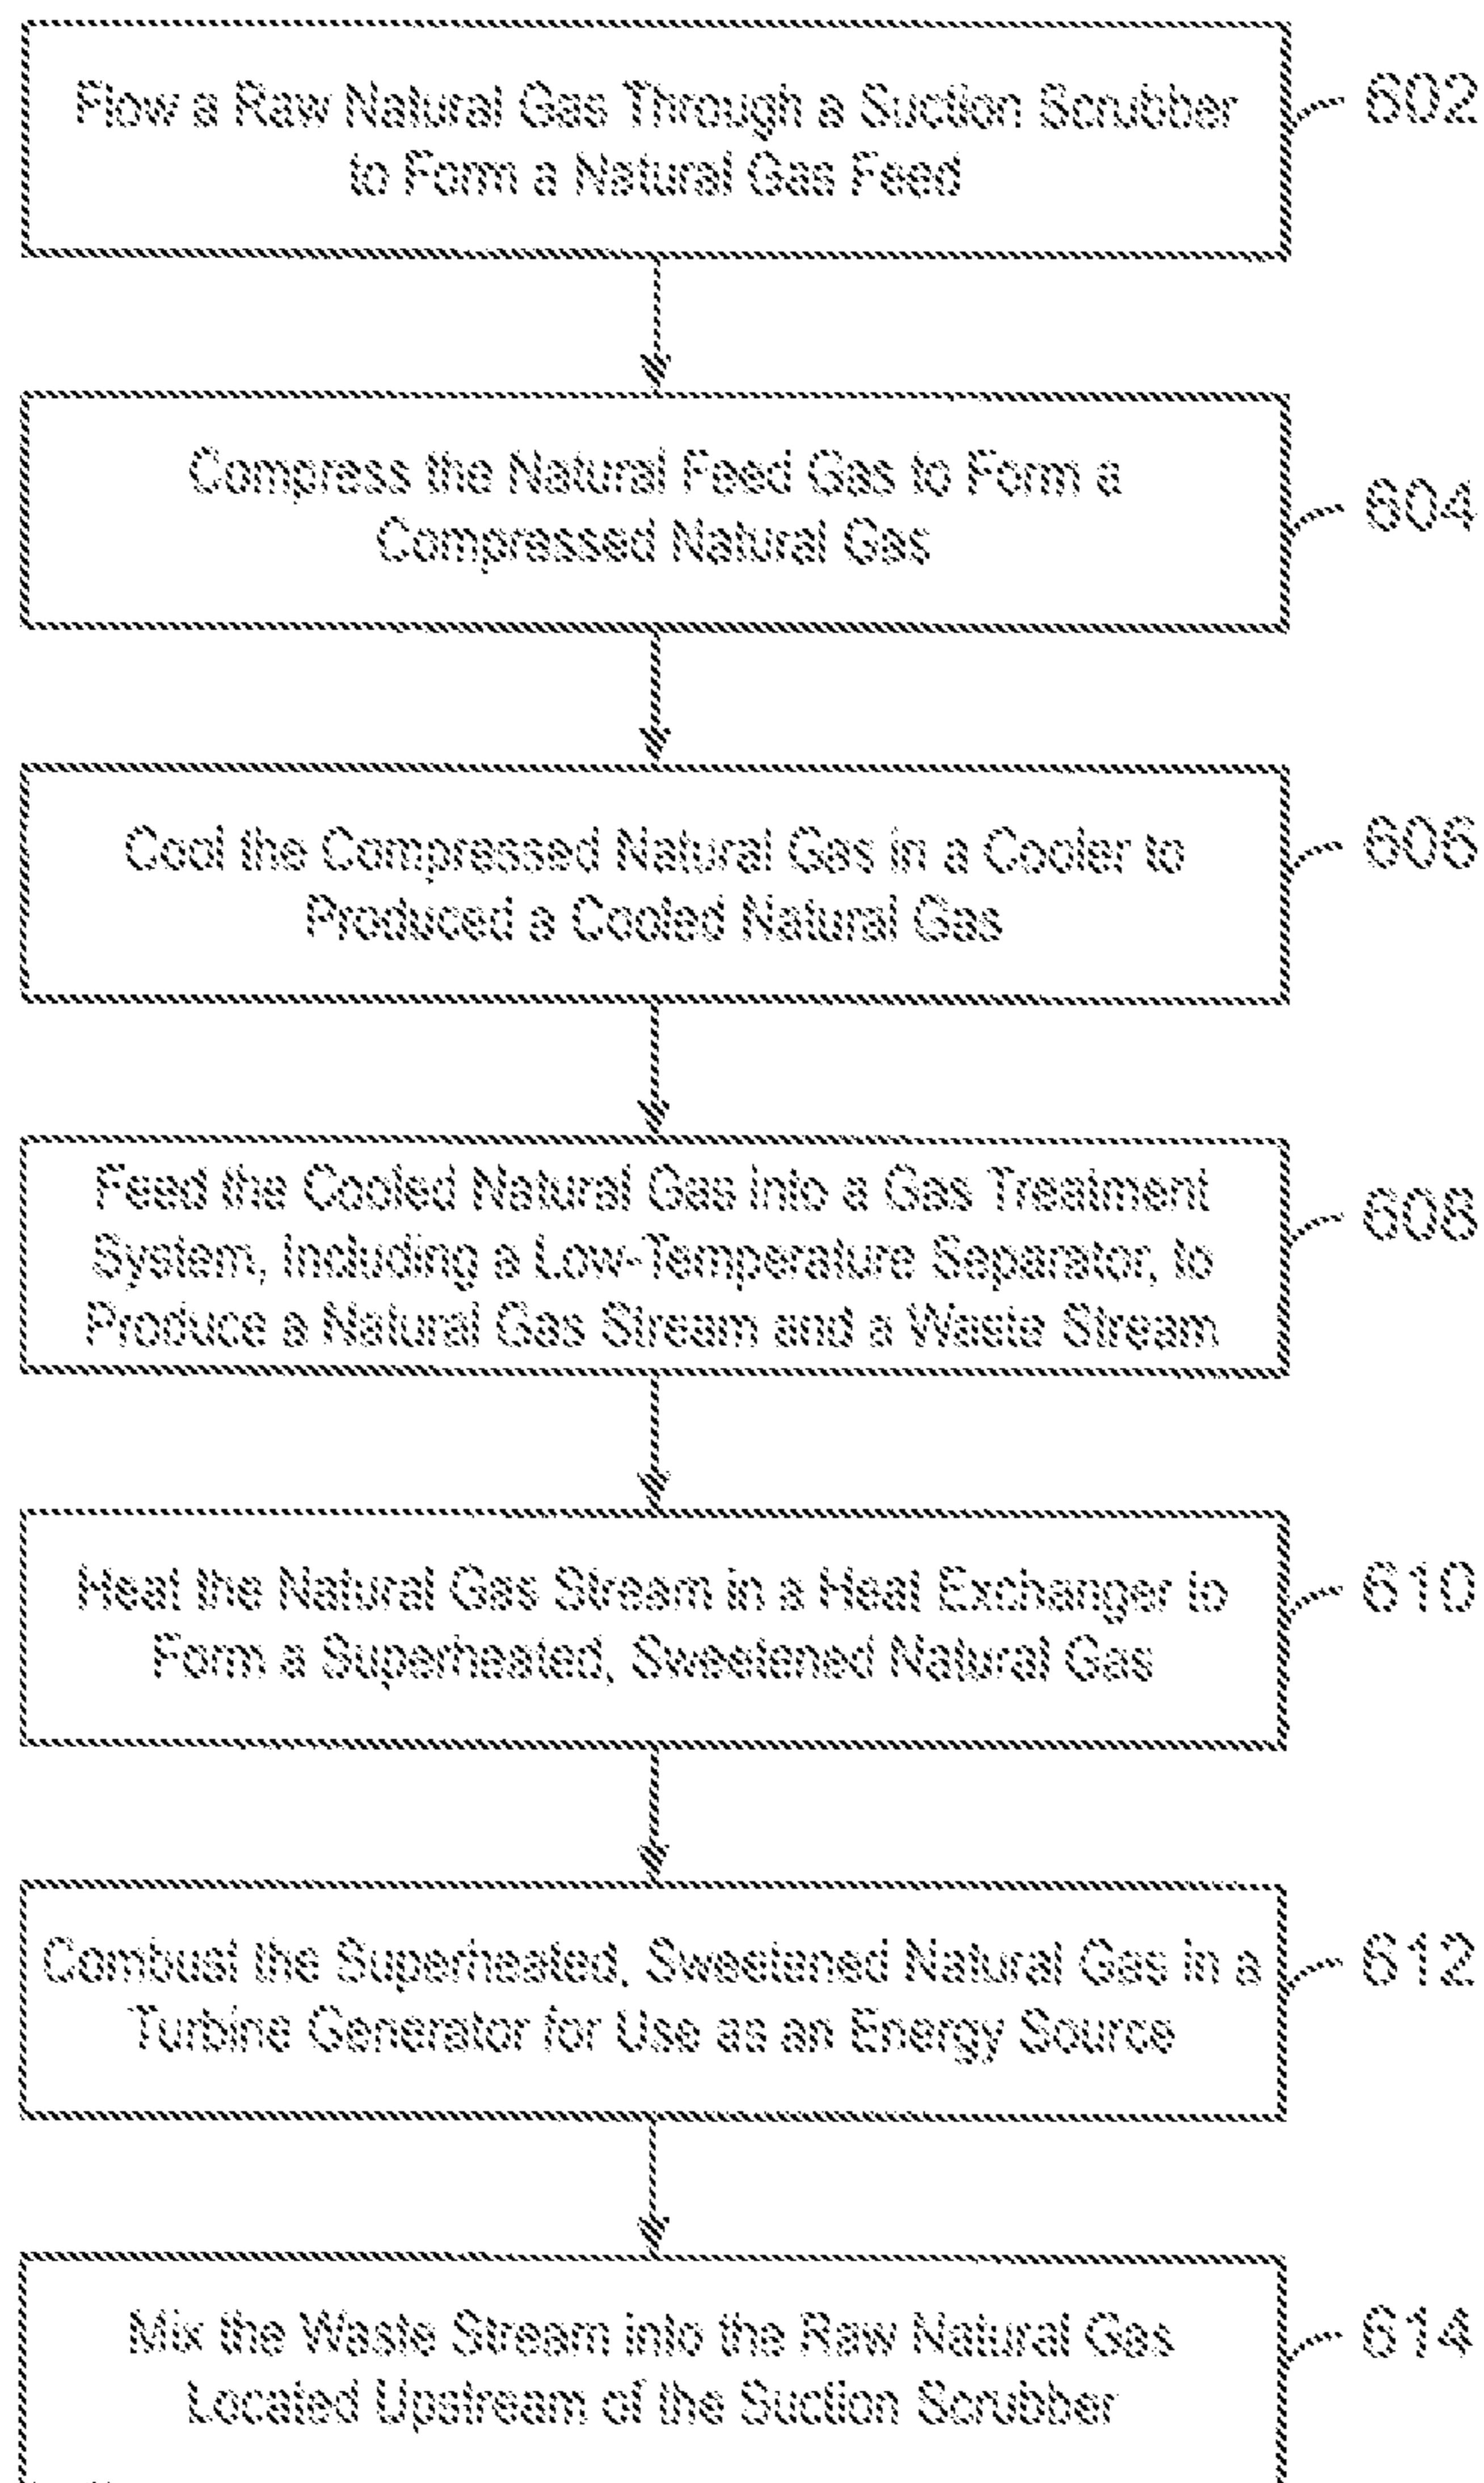 Flow a Raw Natural Gas Through a Suction Scrubber
to Form a Natural Gas Feed
602
Compress the Natural Feed Gas to Form a
Compressed Natural Gas
604
Cool the Compressed Natural Gas in a Cooler to
Produced a Cooled Natural Gas
606
Feed the Cooled Natural Gas into a Gas Treatment
System, Including a Low-Temperature Separator, to
Produce a Natural Gas Stream and a Waste Stream
608
Heat the Natural Gas Stream in a Heat Exchanger to
Form a Superheated, Sweetened Natural Gas
610
Combust the Superheated, Sweetened Natural Gas in a
Turbine Generator for Use as an Energy Source
612
Mix the Waste Stream into the Raw Natural Gas
Located Upstream of the Suction Scrubber
614